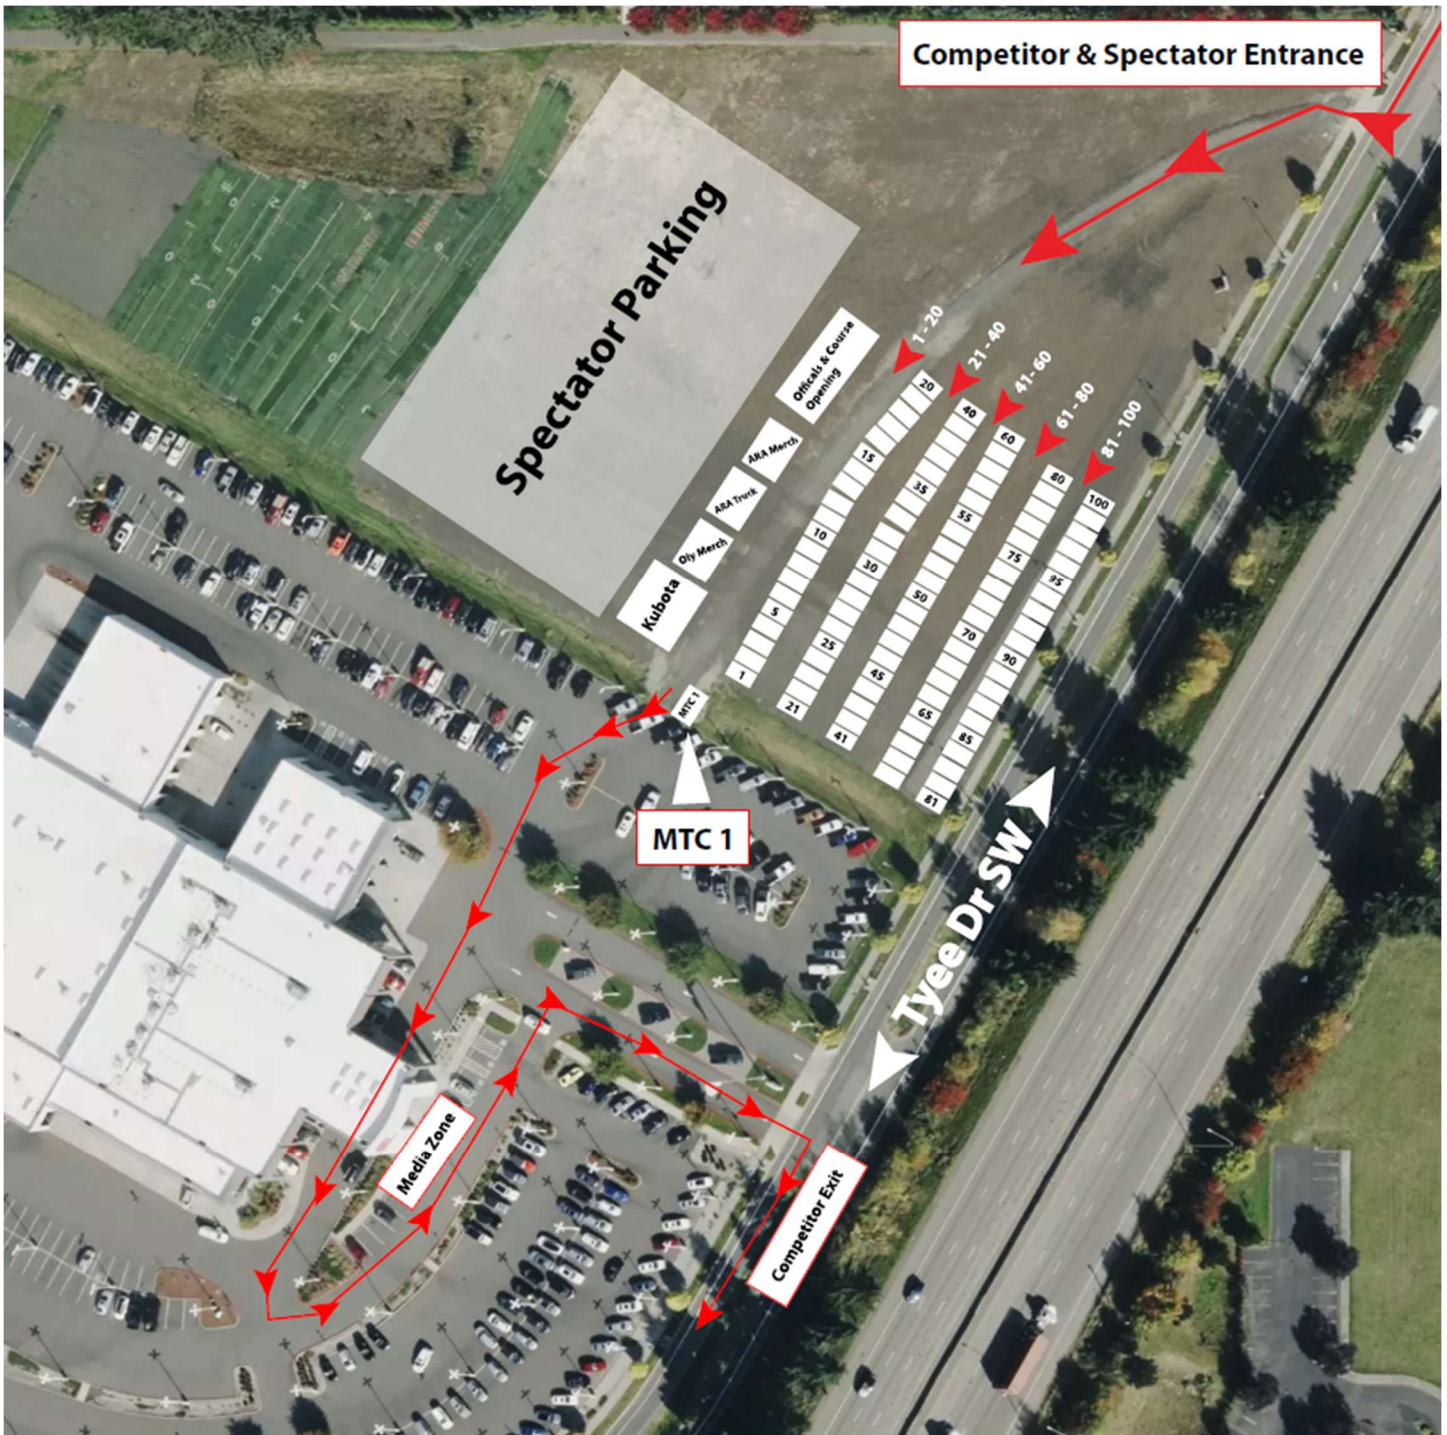 Competitor & Spectator Entrance
Spectator Parking
Officals & Course
Opening
ARA Merch
ARA Truck
Oly Merch
Kubota
1 - 20
21 - 40
41- 60
61 - 80
81 - 100
20
15
10
5
1
40
35
30
25
21
60
55
50
45
41
80
75
70
65
100
95
90
85
81
MTC 1
MTC 1
Tyee Dr SW
Media Zone
Competitor Exit